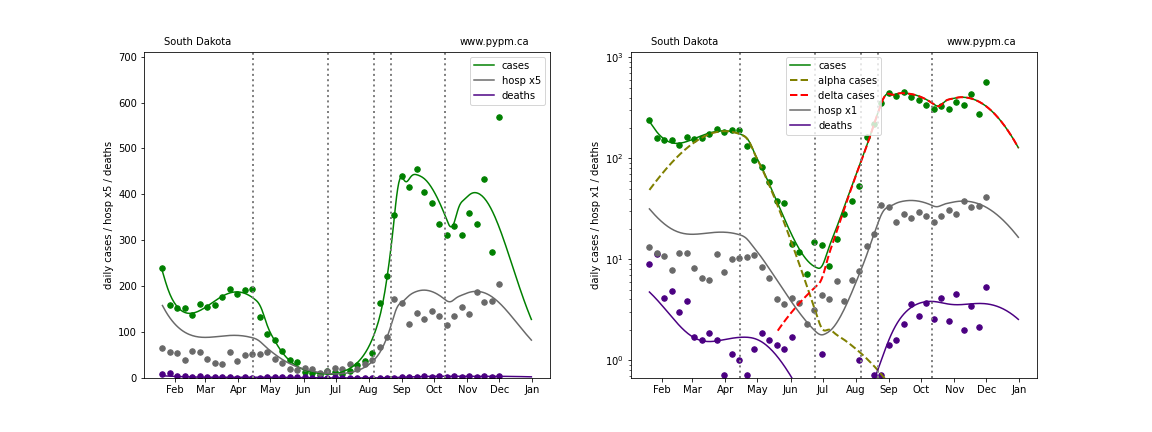 South Dakota www.pypm.ca
700
600
500
400
300
200
100
0
daily cases / hosp x5 / deaths
cases
hosp x5
deaths
Feb Mar Apr May Jun Jul Aug Sep Oct Nov Dec Jan
South Dakota www.pypm.ca
10³
10²
10¹
10⁰
daily cases / hosp x1 / deaths
cases
alpha cases
delta cases
hosp x1
deaths
Feb Mar Apr May Jun Jul Aug Sep Oct Nov Dec Jan